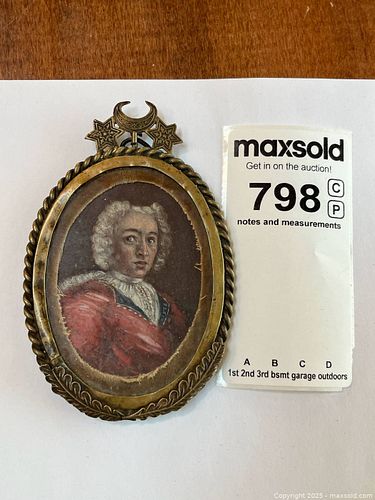 maxsold
Get in on the auction!
798 C
P
notes and measurements
A B C D
1st 2nd 3rd bsmt garage outdoors
Copyright 2025 - maxsold.com